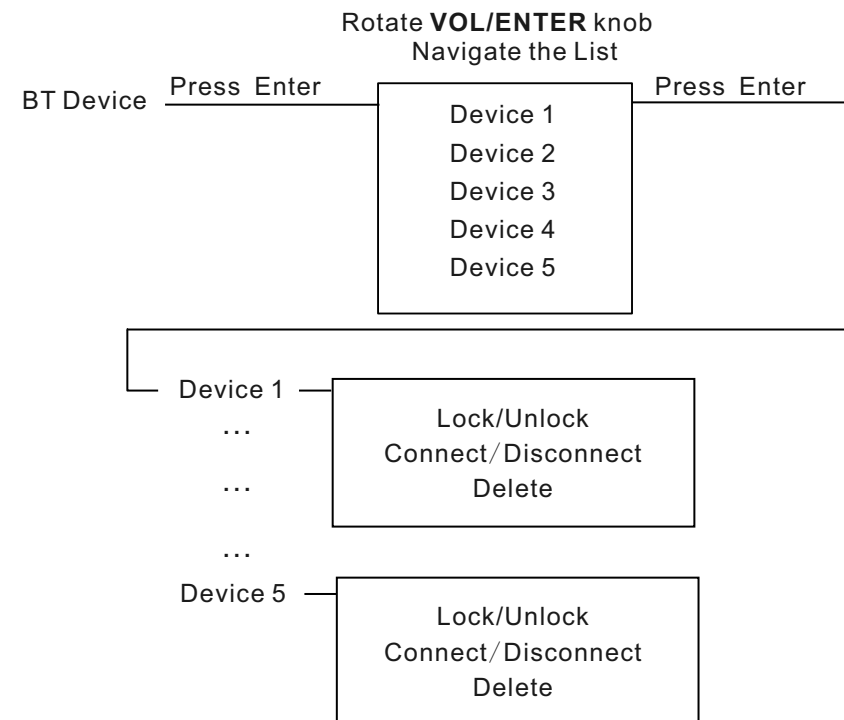 Rotate VOL/ENTER knob
Navigate the List
BT Device
Press Enter
Device 1
Device 2
Device 3
Device 4
Device 5
Press Enter
Device 1
...
...
...
Device 5
Lock/Unlock
Connect/Disconnect
Delete
Lock/Unlock
Connect/Disconnect
Delete